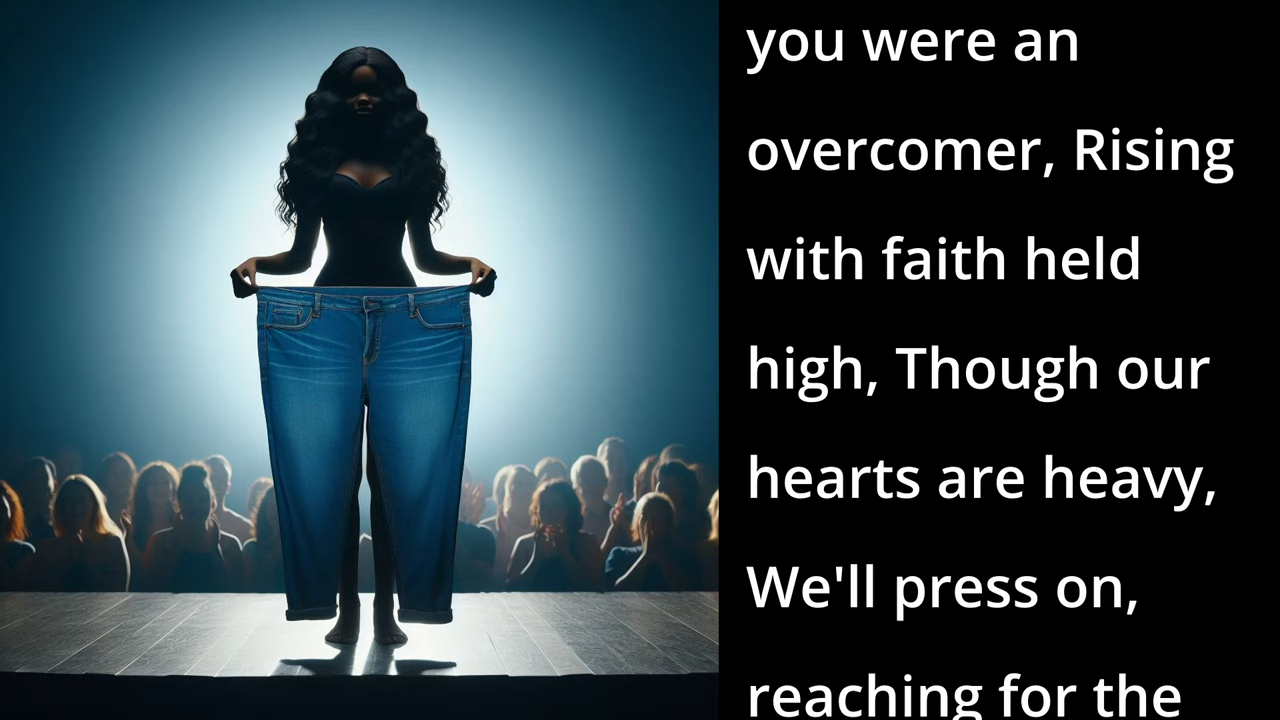 you were an
overcomer, Rising
with faith held
high, Though our
hearts are heavy,
We'll press on,
reaching for the